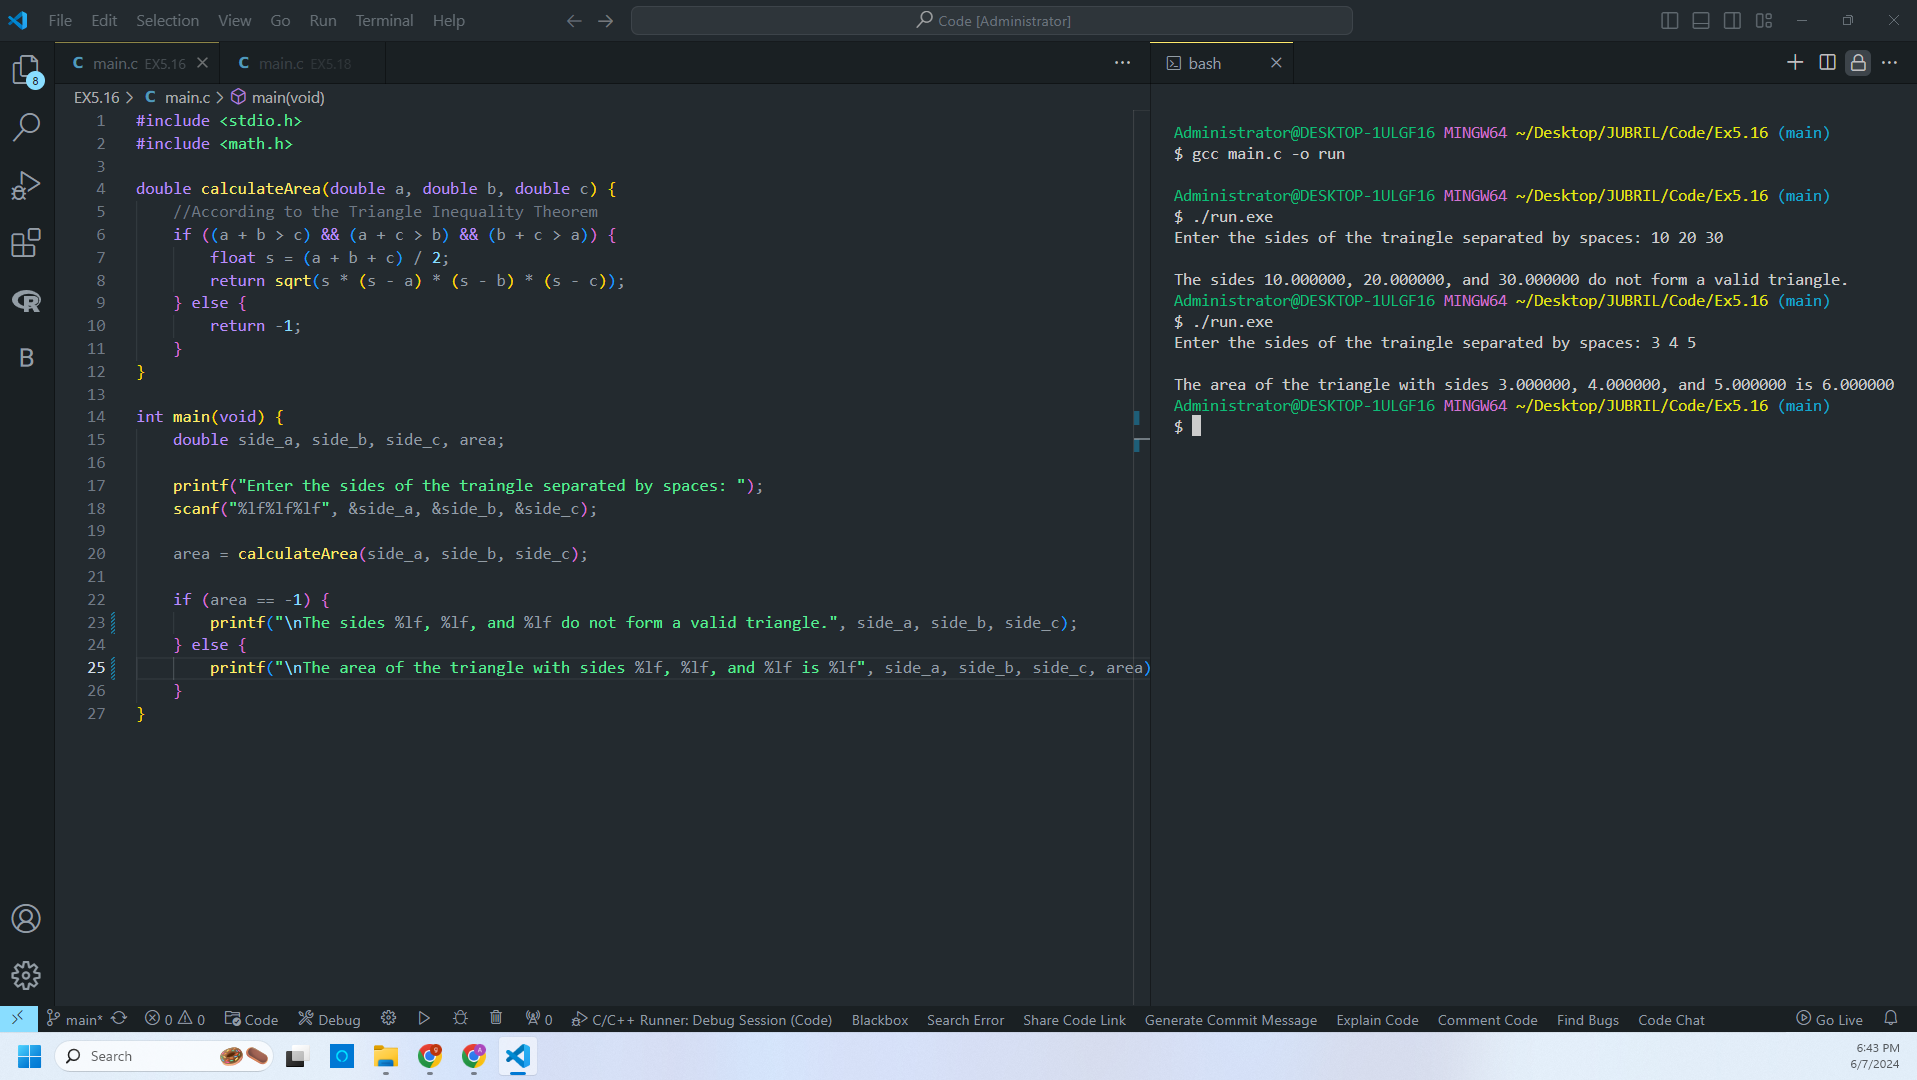 File Edit Selection View Go Run Terminal Help
Code [Administrator]
8
B
C main.c EX5.16
C main.c EX5.18
EX5.16 > C main.c > main(void)
1 #include <stdio.h>
2 #include <math.h>
3
4 double calculateArea(double a, double b, double c) {
5 //According to the Triangle Inequality Theorem
6 if ((a + b > c) && (a + c > b) && (b + c > a)) {
7 float s = (a + b + c) / 2;
8 return sqrt(s * (s - a) * (s - b) * (s - c));
9 } else {
10 return -1;
11 }
12 }
13
14 int main(void) {
15 double side_a, side_b, side_c, area;
16
17 printf("Enter the sides of the traingle separated by spaces: ");
18 scanf("%lf%lf%lf", &side_a, &side_b, &side_c);
19
20 area = calculateArea(side_a, side_b, side_c);
21
22 if (area == -1) {
23 printf("\nThe sides %lf, %lf, and %lf do not form a valid triangle.", side_a, side_b, side_c);
24 } else {
25 printf("\nThe area of the triangle with sides %lf, %lf, and %lf is %lf", side_a, side_b, side_c, area)
26 }
27 }
bash
Administrator@DESKTOP-1ULGF16 MINGW64 ~/Desktop/JUBRIL/Code/Ex5.16 (main)
$ gcc main.c -o run
Administrator@DESKTOP-1ULGF16 MINGW64 ~/Desktop/JUBRIL/Code/Ex5.16 (main)
$ ./run.exe
Enter the sides of the traingle separated by spaces: 10 20 30
The sides 10.000000, 20.000000, and 30.000000 do not form a valid triangle.
Administrator@DESKTOP-1ULGF16 MINGW64 ~/Desktop/JUBRIL/Code/Ex5.16 (main)
$ ./run.exe
Enter the sides of the traingle separated by spaces: 3 4 5
The area of the triangle with sides 3.000000, 4.000000, and 5.000000 is 6.000000
Administrator@DESKTOP-1ULGF16 MINGW64 ~/Desktop/JUBRIL/Code/Ex5.16 (main)
$
main* 0 0 Code Debug 0 C/C++ Runner: Debug Session (Code) Blackbox Search Error Share Code Link Generate Commit Message Explain Code Comment Code Find Bugs Code Chat Go Live
Search
6:43 PM
6/7/2024